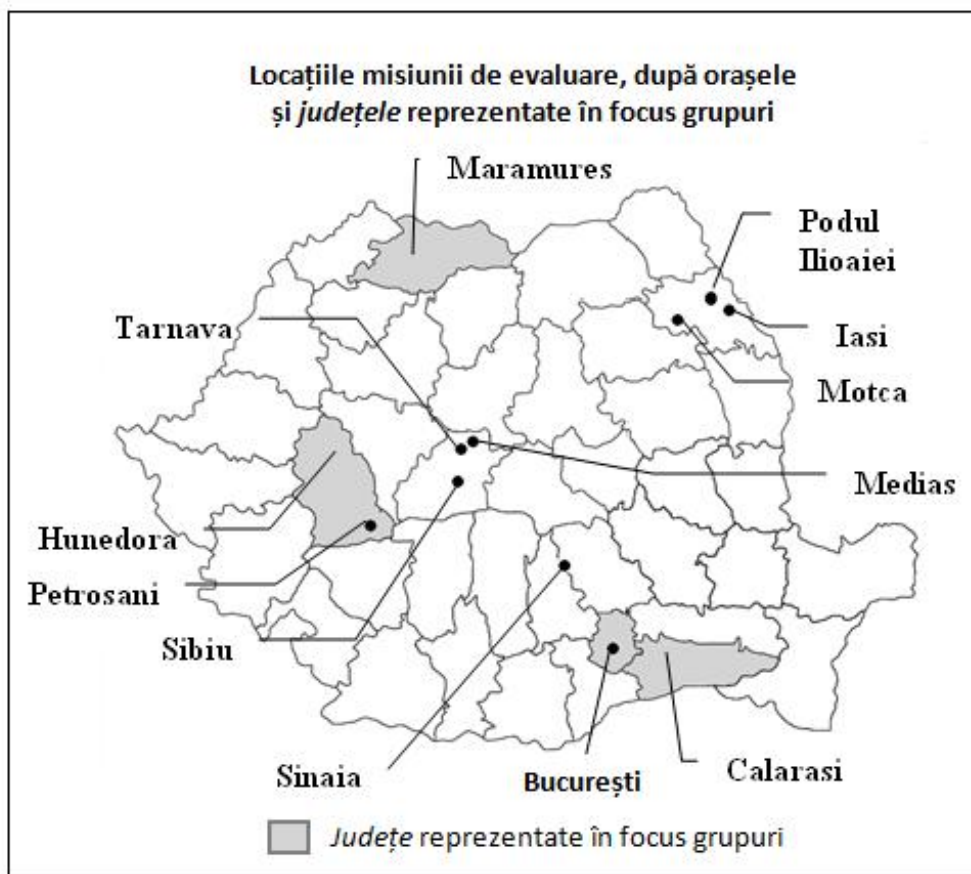 Locațiile misiunii de evaluare, după orașele
și județele reprezentate în focus grupuri
Maramures
Podul
Ilioaiei
Tarnava
Iasi
Motca
Medias
Hunedora
Petrosani
Sibiu
Sinaia
București
Calarasi
Județe reprezentate în focus grupuri